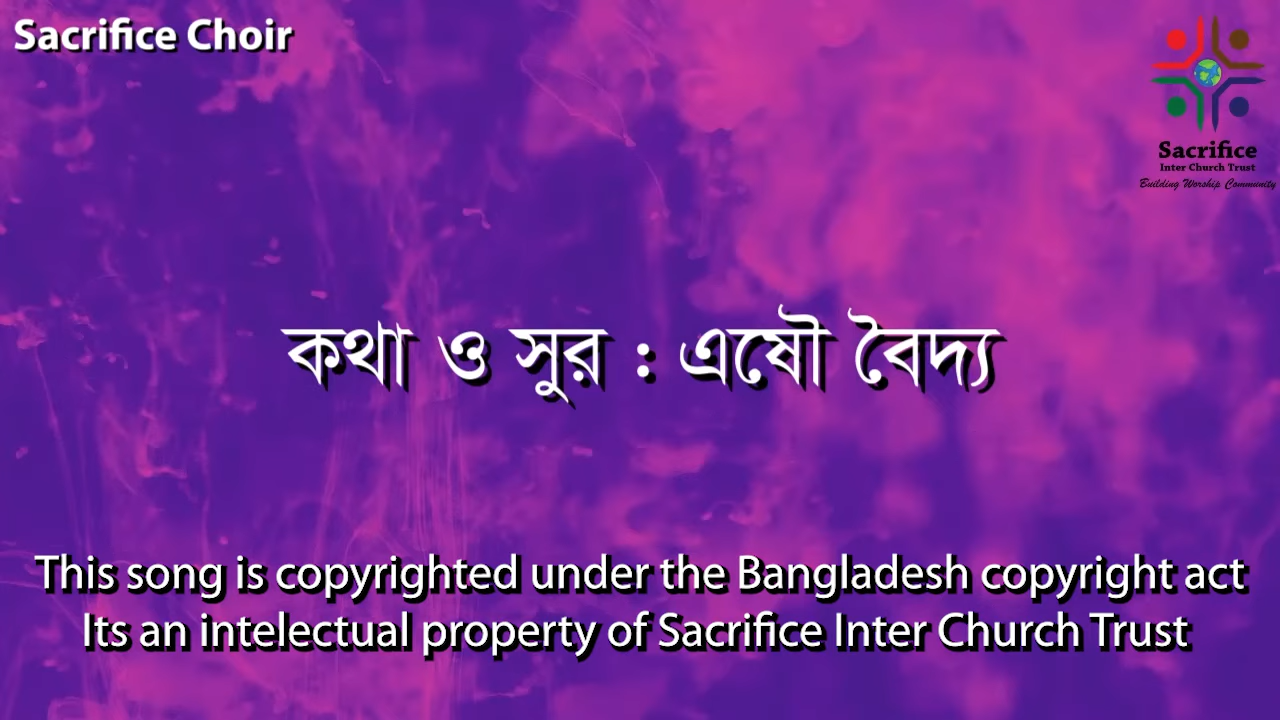 Sacrifice Choir
Sacrifice
Inter Church Trust
Building Worship Community
কথা ও সুর : এষৌ বৈদ্য
This song is copyrighted under the Bangladesh copyright act
Its an intelectual property of Sacrifice Inter Church Trust